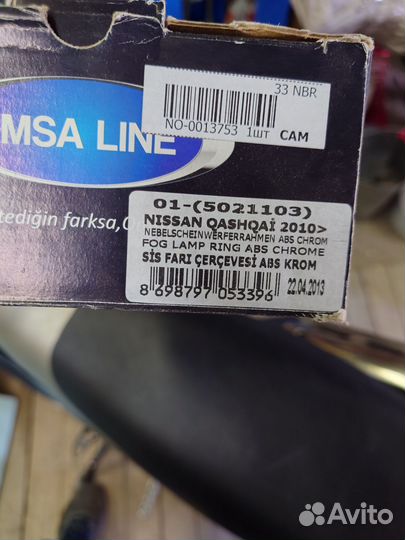 33 NBR
NO-0013753 1шт CAM
MSA LINE
tediğin farksa,
01-(5021103)
NISSAN QASHQAİ 2010>
NEBELSCHEINWERFERRAHMEN ABS CHROM
FOG LAMP RING ABS CHROME
SİS FARI ÇERÇEVESİ ABS KROM
8 698797 053396
22.04.2013
Avito